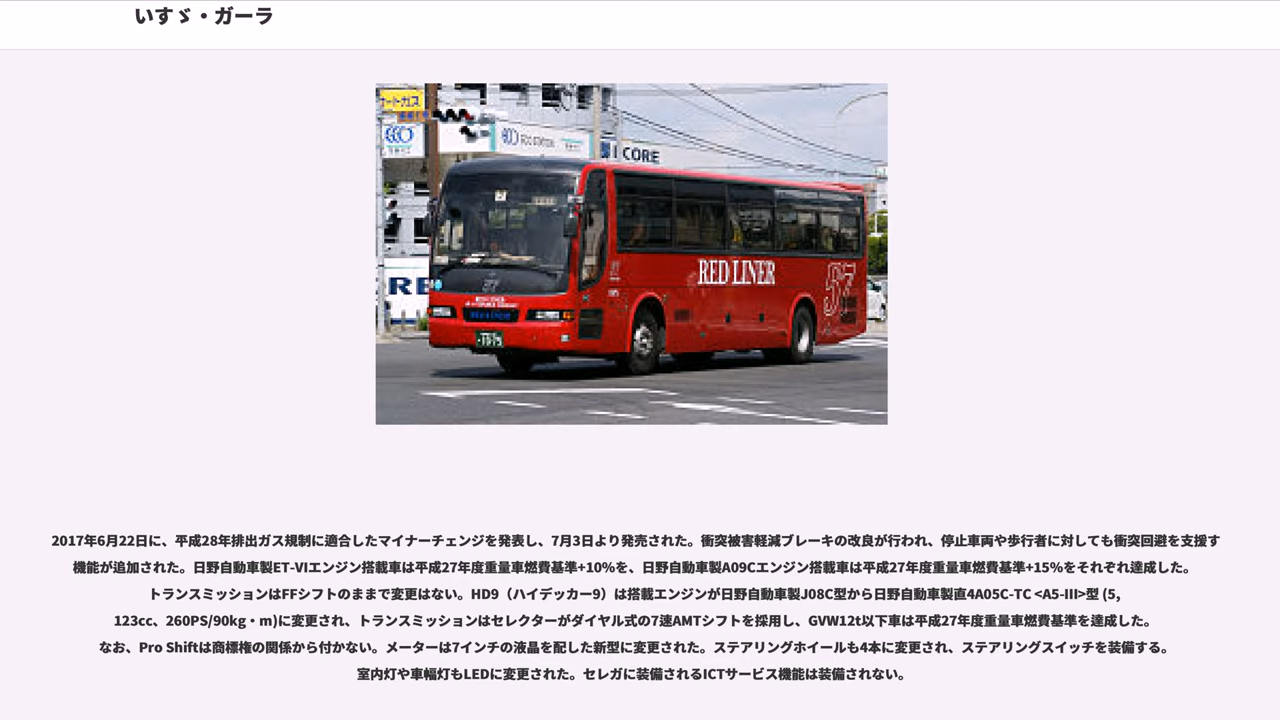 いすゞ・ガーラ
オートガス
CORE
RE
RED LINER
57
2017年6月22日に、平成28年排出ガス規制に適合したマイナーチェンジを発表し、7月3日より発売された。衝突被害軽減ブレーキの改良が行われ、停止車両や歩行者に対しても衝突回避を支援す
機能が追加された。日野自動車製ET-VIエンジン搭載車は平成27年度重量車燃費基準+10%を、日野自動車製A09Cエンジン搭載車は平成27年度重量車燃費基準+15%をそれぞれ達成した。
トランスミッションはFFシフトのままで変更はない。HD9（ハイデッカー9）は搭載エンジンが日野自動車製J08C型から日野自動車製直4A05C-TC <A5-III>型 (5,
123cc、260PS/90kg・m)に変更され、トランスミッションはセレクターがダイヤル式の7速AMTシフトを採用し、GVW12t以下車は平成27年度重量車燃費基準を達成した。
なお、Pro Shiftは商標権の関係から付かない。メーターは7インチの液晶を配した新型に変更された。ステアリングホイールも4本に変更され、ステアリングスイッチを装備する。
室内灯や車幅灯もLEDに変更された。セレガに装備されるICTサービス機能は装備されない。